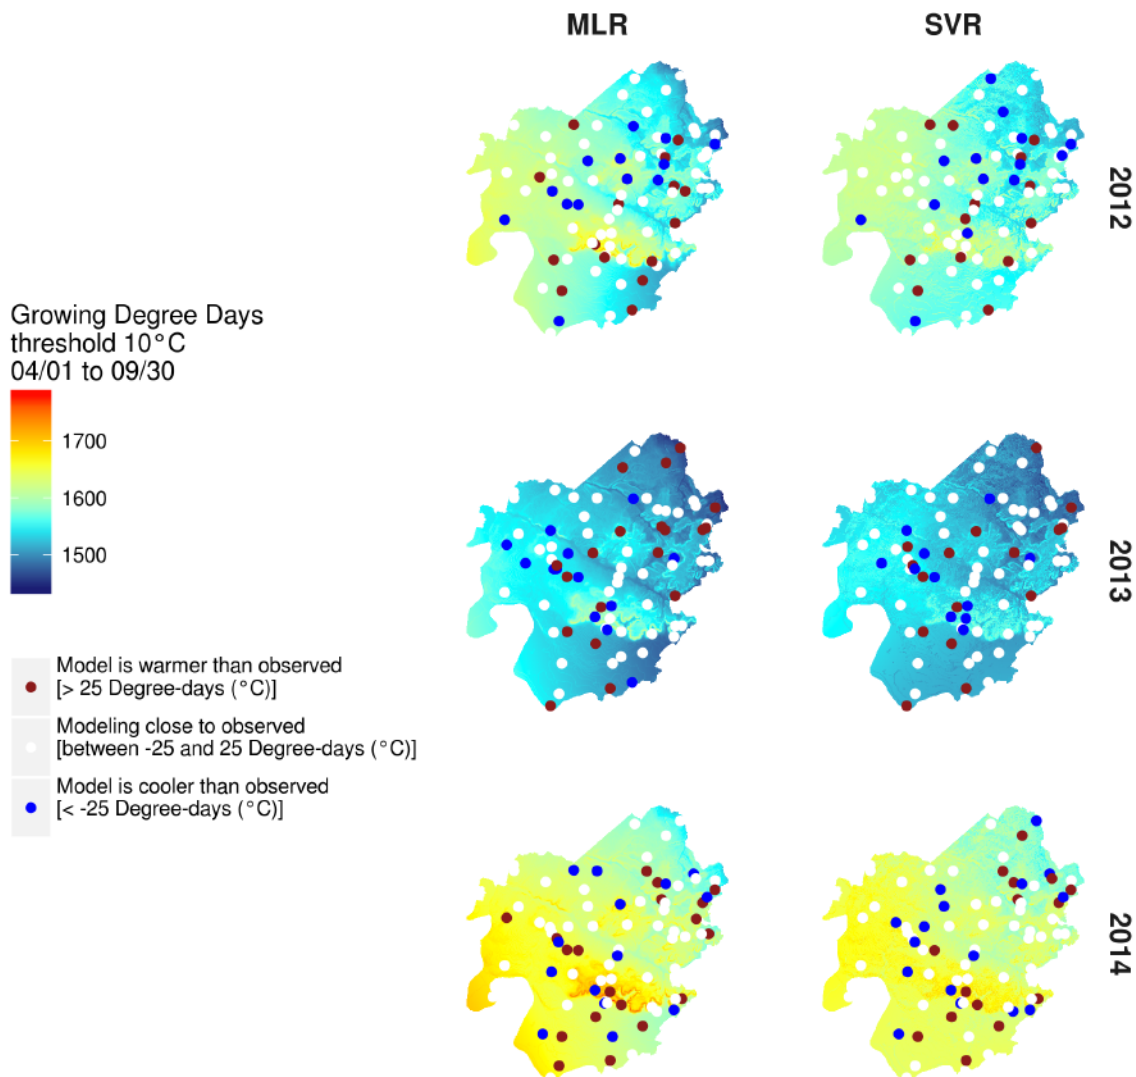 MLR
SVR
2012
Growing Degree Days
threshold 10°C
04/01 to 09/30
1700
1600
1500
2013
Model is warmer than observed
[> 25 Degree-days (°C)]
Modeling close to observed
[between -25 and 25 Degree-days (°C)]
Model is cooler than observed
[< -25 Degree-days (°C)]
2014